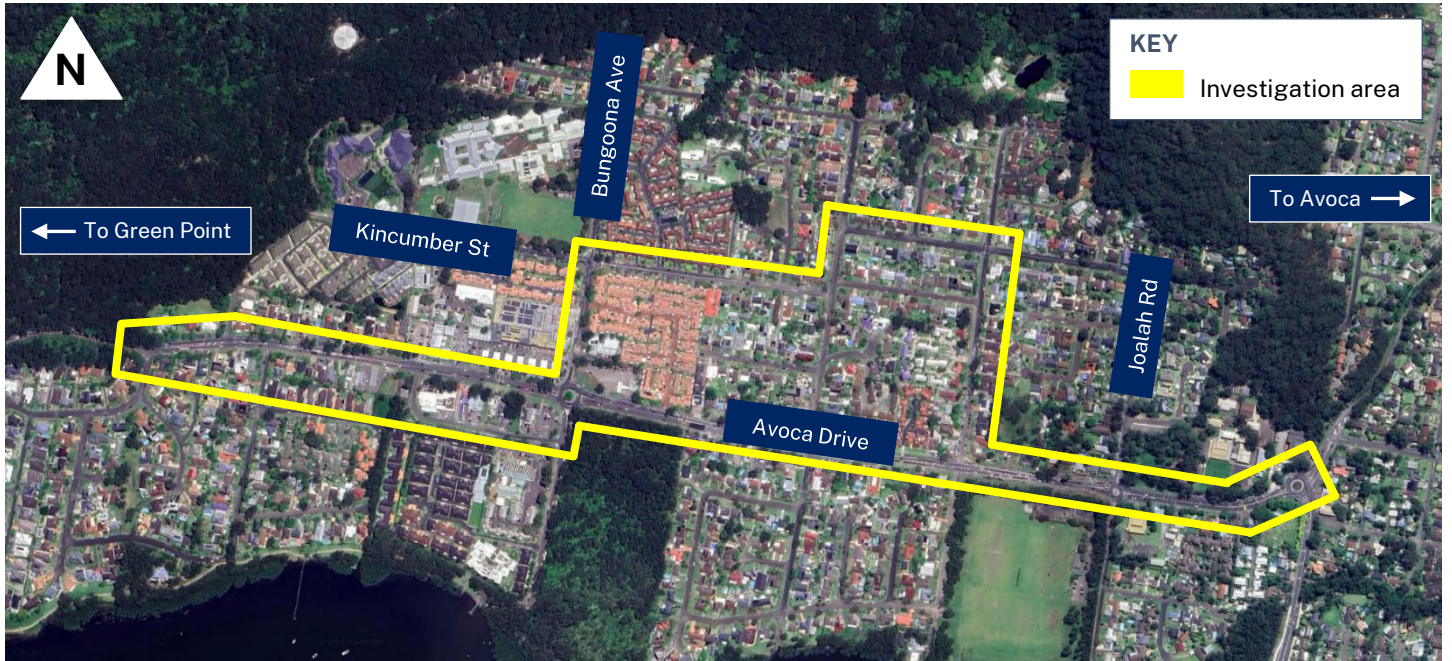 N
Bungoona Ave
KEY
Investigation area
To Avoca
To Green Point
Kincumber St
Joalah Rd
Avoca Drive